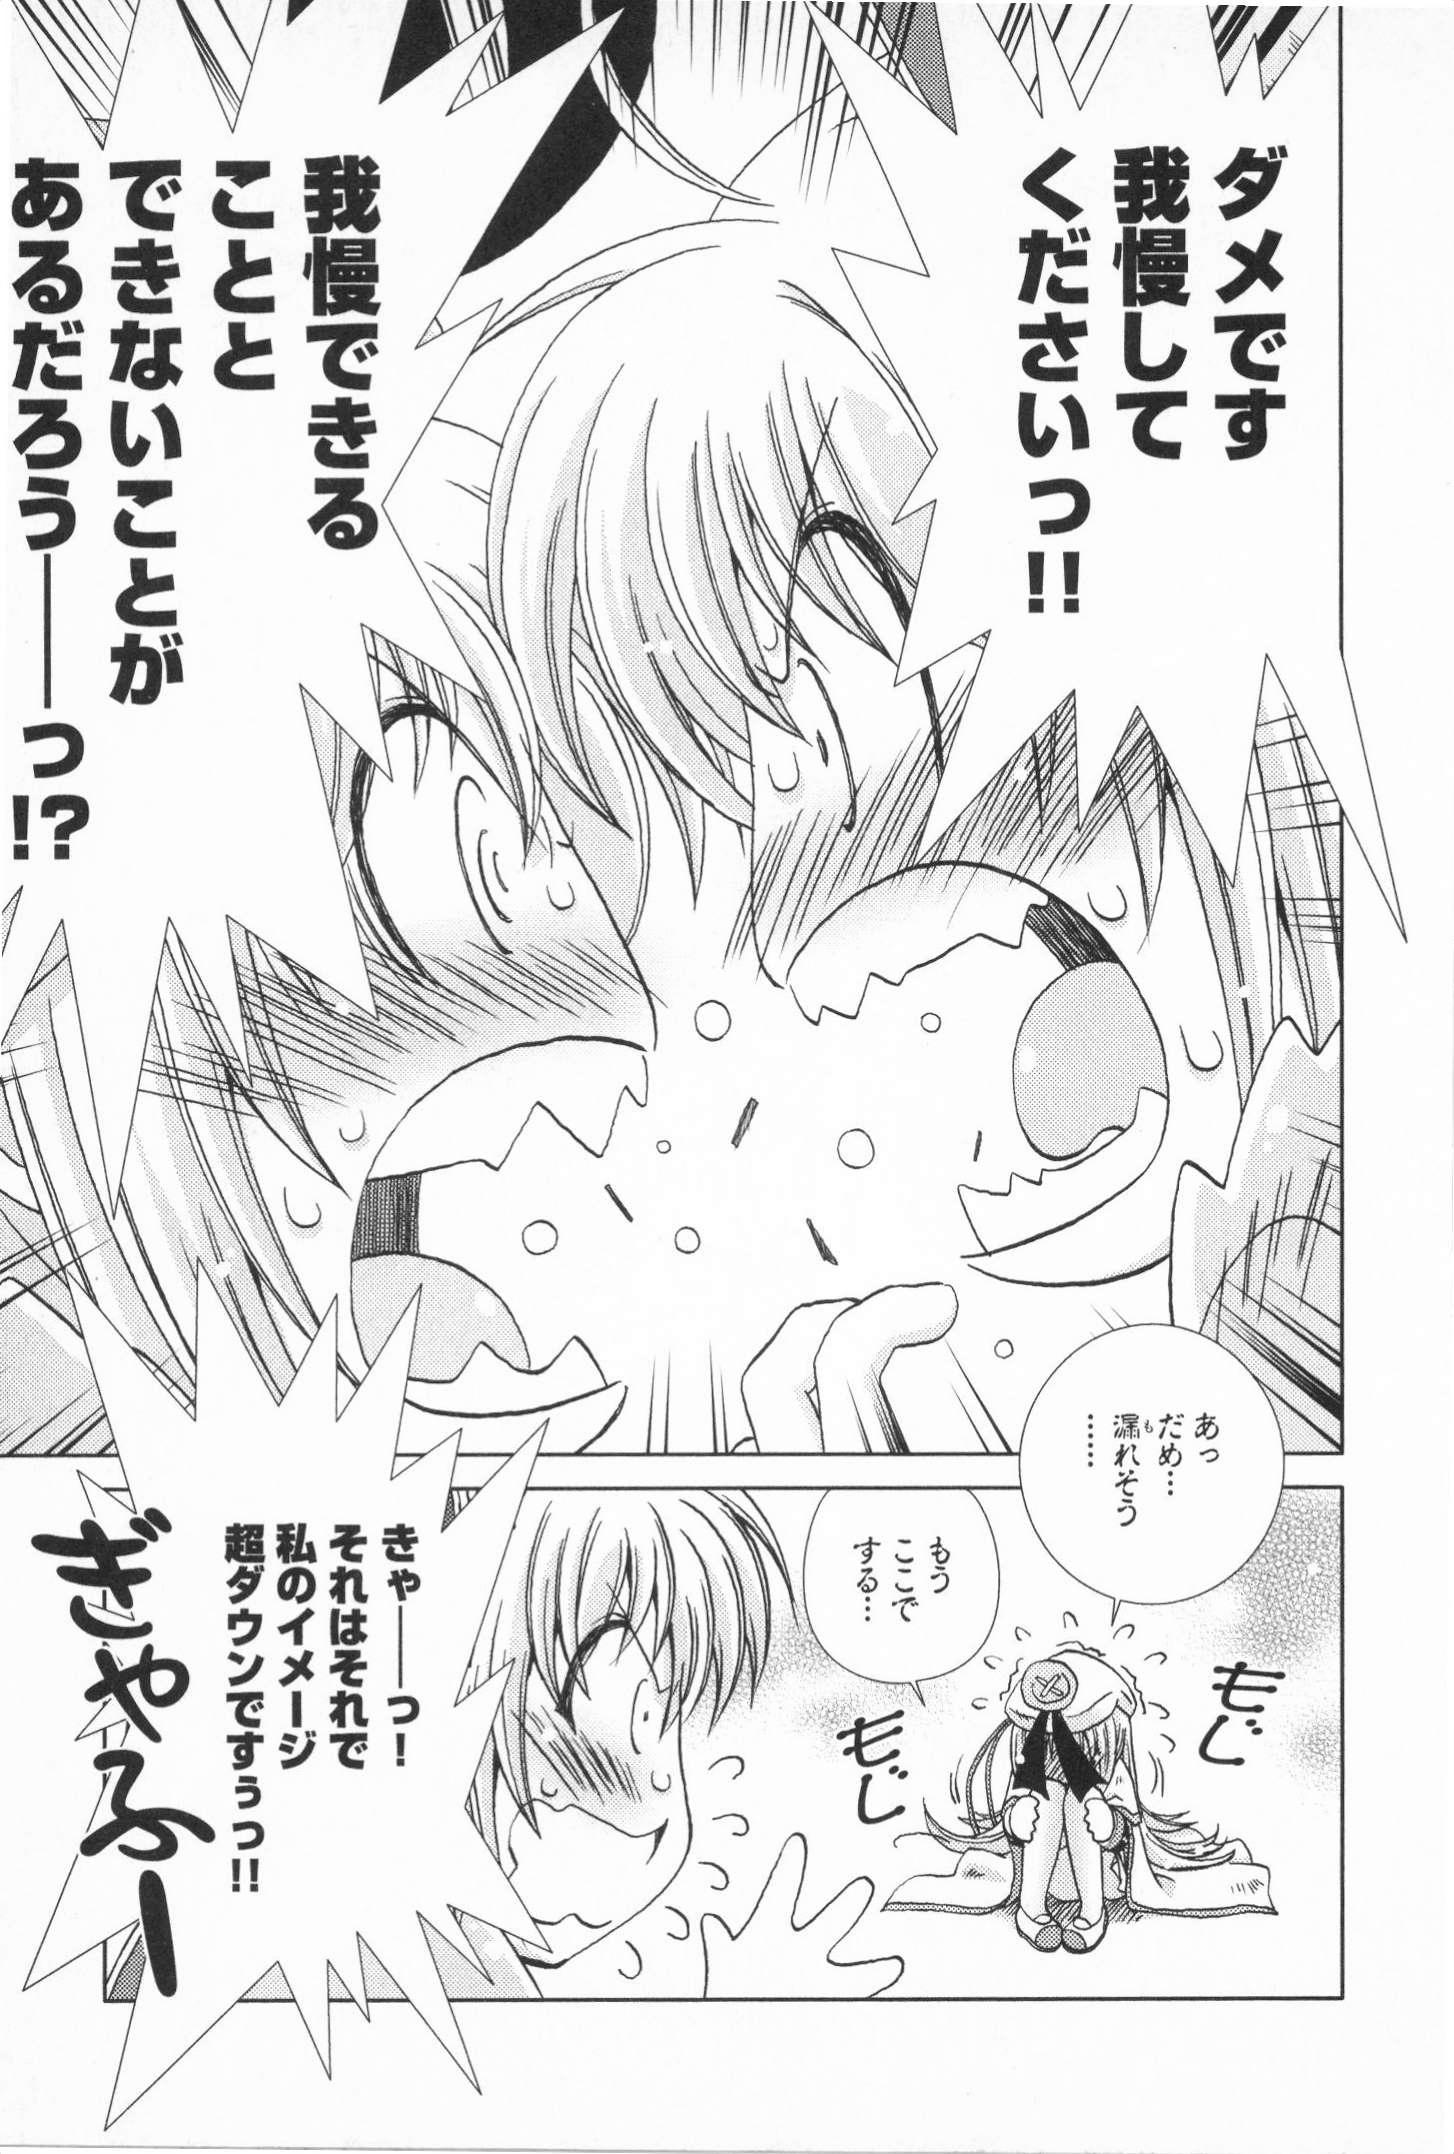 ダメです
我慢して
くださいっ!!
我慢できる
ことと
できないことが
あるだろう――っ!?
あっ
だめ…
漏れそう
……
も
もう
ここで
する…
もじ
もじ
きゃ――っ!
それはそれで
私のイメージ
超ダウンですぅっ!!
ぎゃふーー